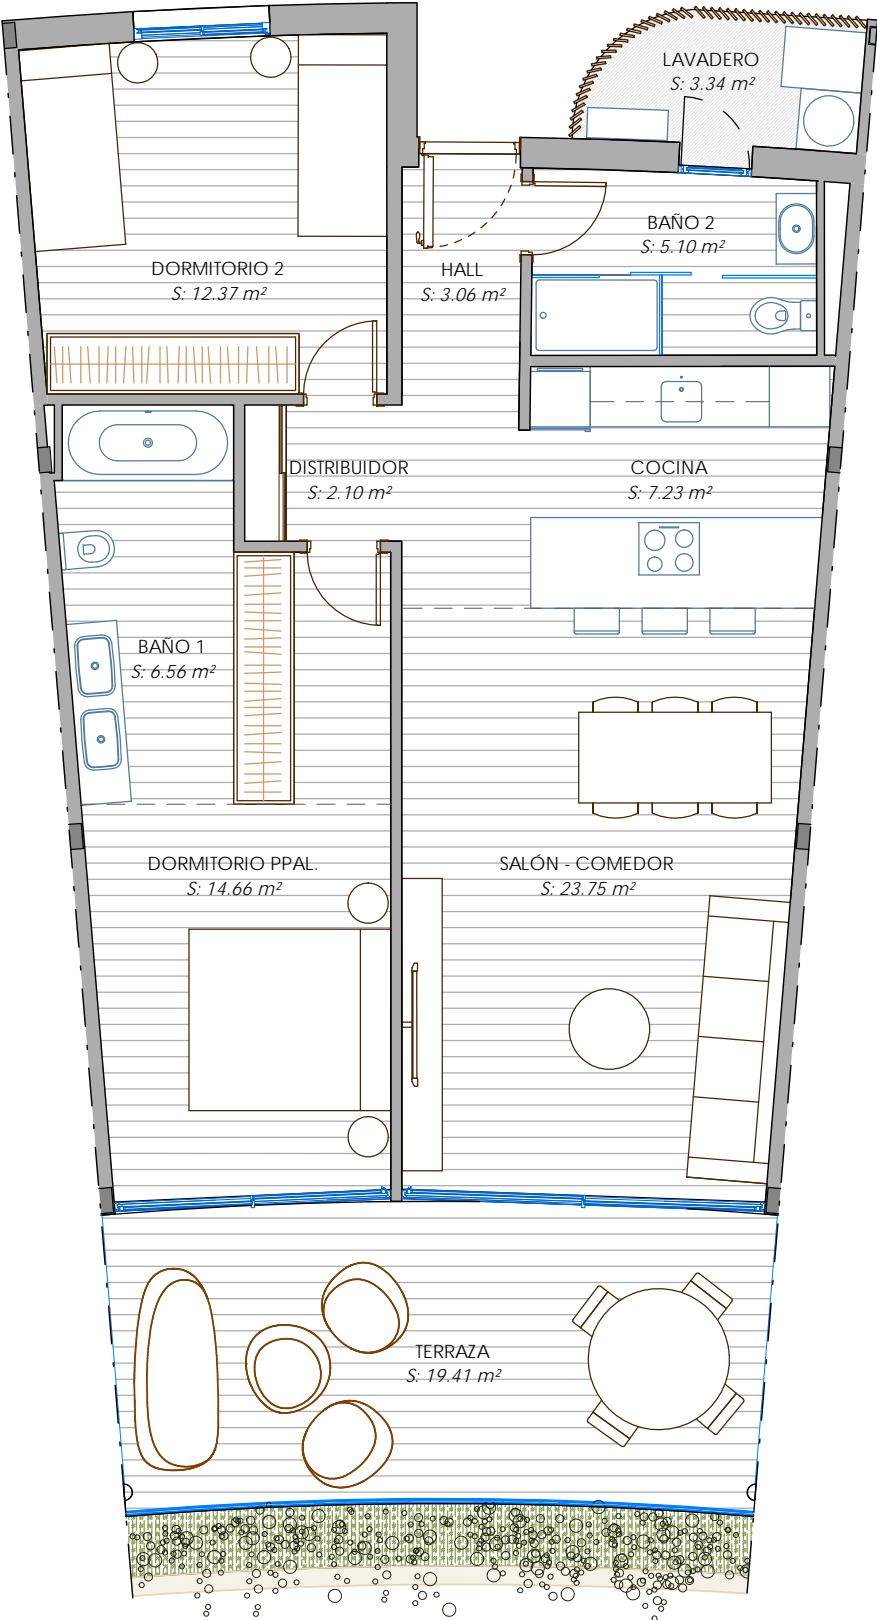 LAVADERO
S: 3.34 m²
BAÑO 2
S: 5.10 m²
DORMITORIO 2
S: 12.37 m²
HALL
S: 3.06 m²
DISTRIBUIDOR
S: 2.10 m²
COCINA
S: 7.23 m²
BAÑO 1
S: 6.56 m²
DORMITORIO PPAL.
S: 14.66 m²
SALÓN - COMEDOR
S: 23.75 m²
TERRAZA
S: 19.41 m²